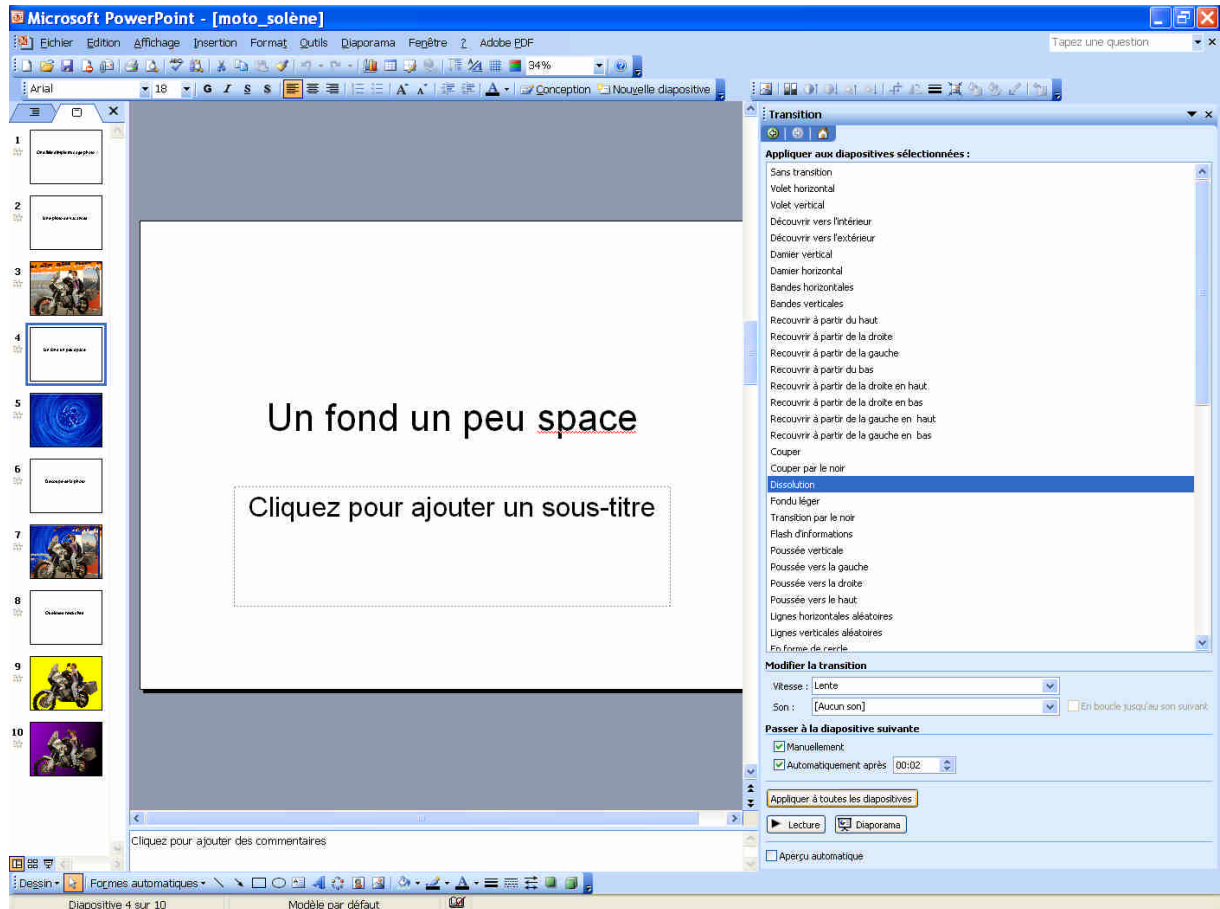 Microsoft PowerPoint - [moto_solène]
Fichier Edition Affichage Insertion Format Outils Diaporama Fenêtre ? Adobe PDF Tapez une question
34%
Arial 18 G I S S Conception Nouvelle diapositive
Transition
Appliquer aux diapositives sélectionnées :
Sans transition
Volet horizontal
Volet vertical
Découvrir vers l'intérieur
Découvrir vers l'extérieur
Damier vertical
Damier horizontal
Bandes horizontales
Bandes verticales
Recouvrir à partir du haut
Recouvrir à partir de la droite
Recouvrir à partir de la gauche
Recouvrir à partir du bas
Recouvrir à partir de la droite en haut
Recouvrir à partir de la droite en bas
Recouvrir à partir de la gauche en haut
Recouvrir à partir de la gauche en bas
Couper
Couper par le noir
Dissolution
Fondu léger
Transition par le noir
Flash d'informations
Poussée verticale
Poussée vers la gauche
Poussée vers la droite
Poussée vers le haut
Lignes horizontales aléatoires
Lignes verticales aléatoires
En forme de cercle
Modifier la transition
Vitesse : Lente
Son : [Aucun son] En boucle jusqu'au son suivant
Passer à la diapositive suivante
Manuellement
Automatiquement après 00:02
Appliquer à toutes les diapositives
Lecture Diaporama
Aperçu automatique
1
2
3
4
Un fond un peu space
5
6
7
8
9
10
Un fond un peu space
Cliquez pour ajouter un sous-titre
Cliquez pour ajouter des commentaires
Dessin Formes automatiques
Diapositive 4 sur 10 Modèle par défaut